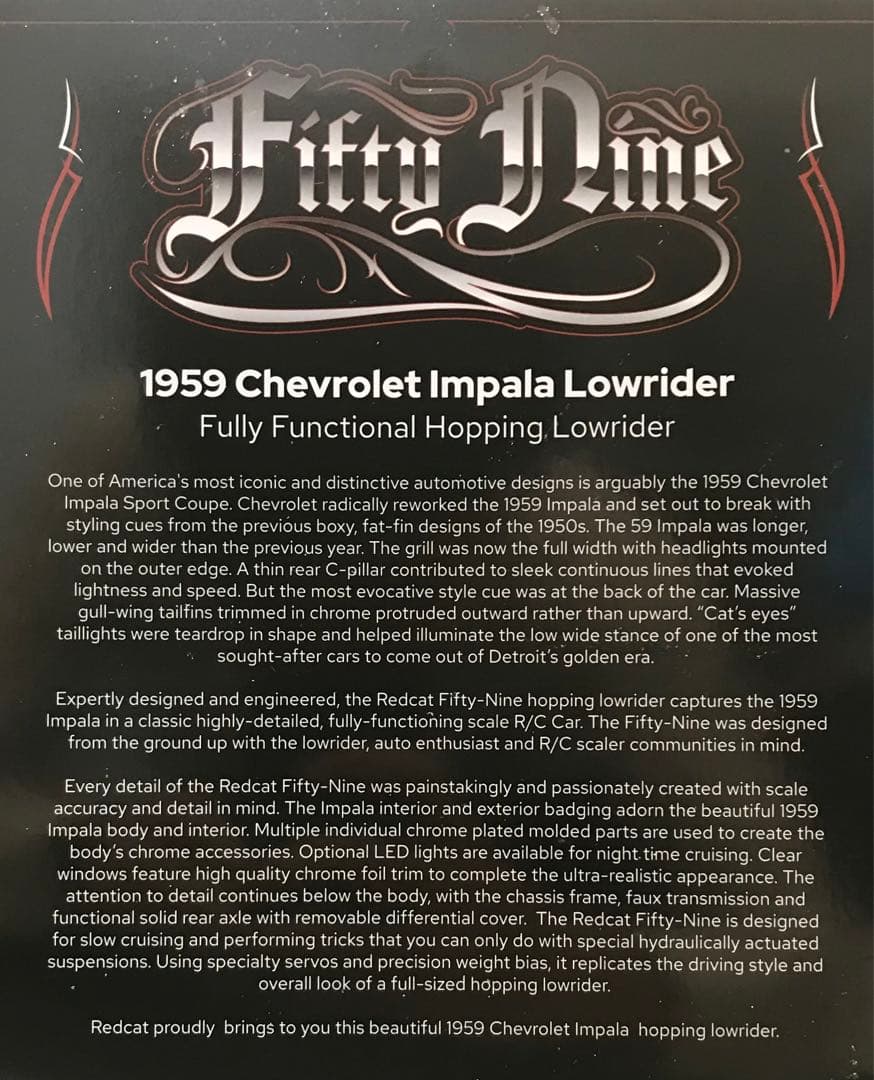 Fifty Nine
1959 Chevrolet Impala Lowrider
Fully Functional Hopping Lowrider
One of America's most iconic and distinctive automotive designs is arguably the 1959 Chevrolet
Impala Sport Coupe. Chevrolet radically reworked the 1959 Impala and set out to break with
styling cues from the previous boxy, fat-fin designs of the 1950s. The 59 Impala was longer,
lower and wider than the previous year. The grill was now the full width with headlights mounted
on the outer edge. A thin rear C-pillar contributed to sleek continuous lines that evoked
lightness and speed. But the most evocative style cue was at the back of the car. Massive
gull-wing tailfins trimmed in chrome protruded outward rather than upward. “Cat's eyes”
taillights were teardrop in shape and helped illuminate the low wide stance of one of the most
sought-after cars to come out of Detroit's golden era.
Expertly designed and engineered, the Redcat Fifty-Nine hopping lowrider captures the 1959
Impala in a classic highly-detailed, fully-functioning scale R/C Car. The Fifty-Nine was designed
from the ground up with the lowrider, auto enthusiast and R/C scaler communities in mind.
Every detail of the Redcat Fifty-Nine was painstakingly and passionately created with scale
accuracy and detail in mind. The Impala interior and exterior badging adorn the beautiful 1959
Impala body and interior. Multiple individual chrome plated molded parts are used to create the
body's chrome accessories. Optional LED lights are available for night time cruising. Clear
windows feature high quality chrome foil trim to complete the ultra-realistic appearance. The
attention to detail continues below the body, with the chassis frame, faux transmission and
functional solid rear axle with removable differential cover. The Redcat Fifty-Nine is designed
for slow cruising and performing tricks that you can only do with special hydraulically actuated
suspensions. Using specialty servos and precision weight bias, it replicates the driving style and
overall look of a full-sized hopping lowrider.
Redcat proudly brings to you this beautiful 1959 Chevrolet Impala hopping lowrider.